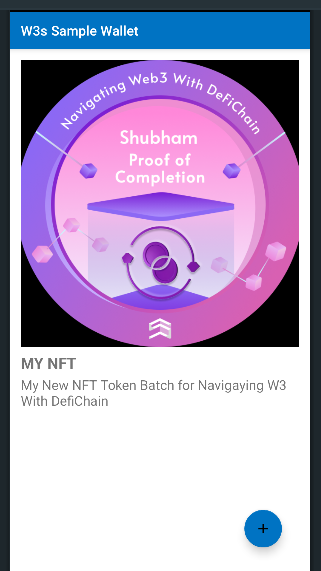 W3s Sample Wallet
Navigating Web3 With DeFiChain
Shubham
Proof of
Completion
MY NFT
My New NFT Token Batch for Navigaying W3
With DefiChain
+